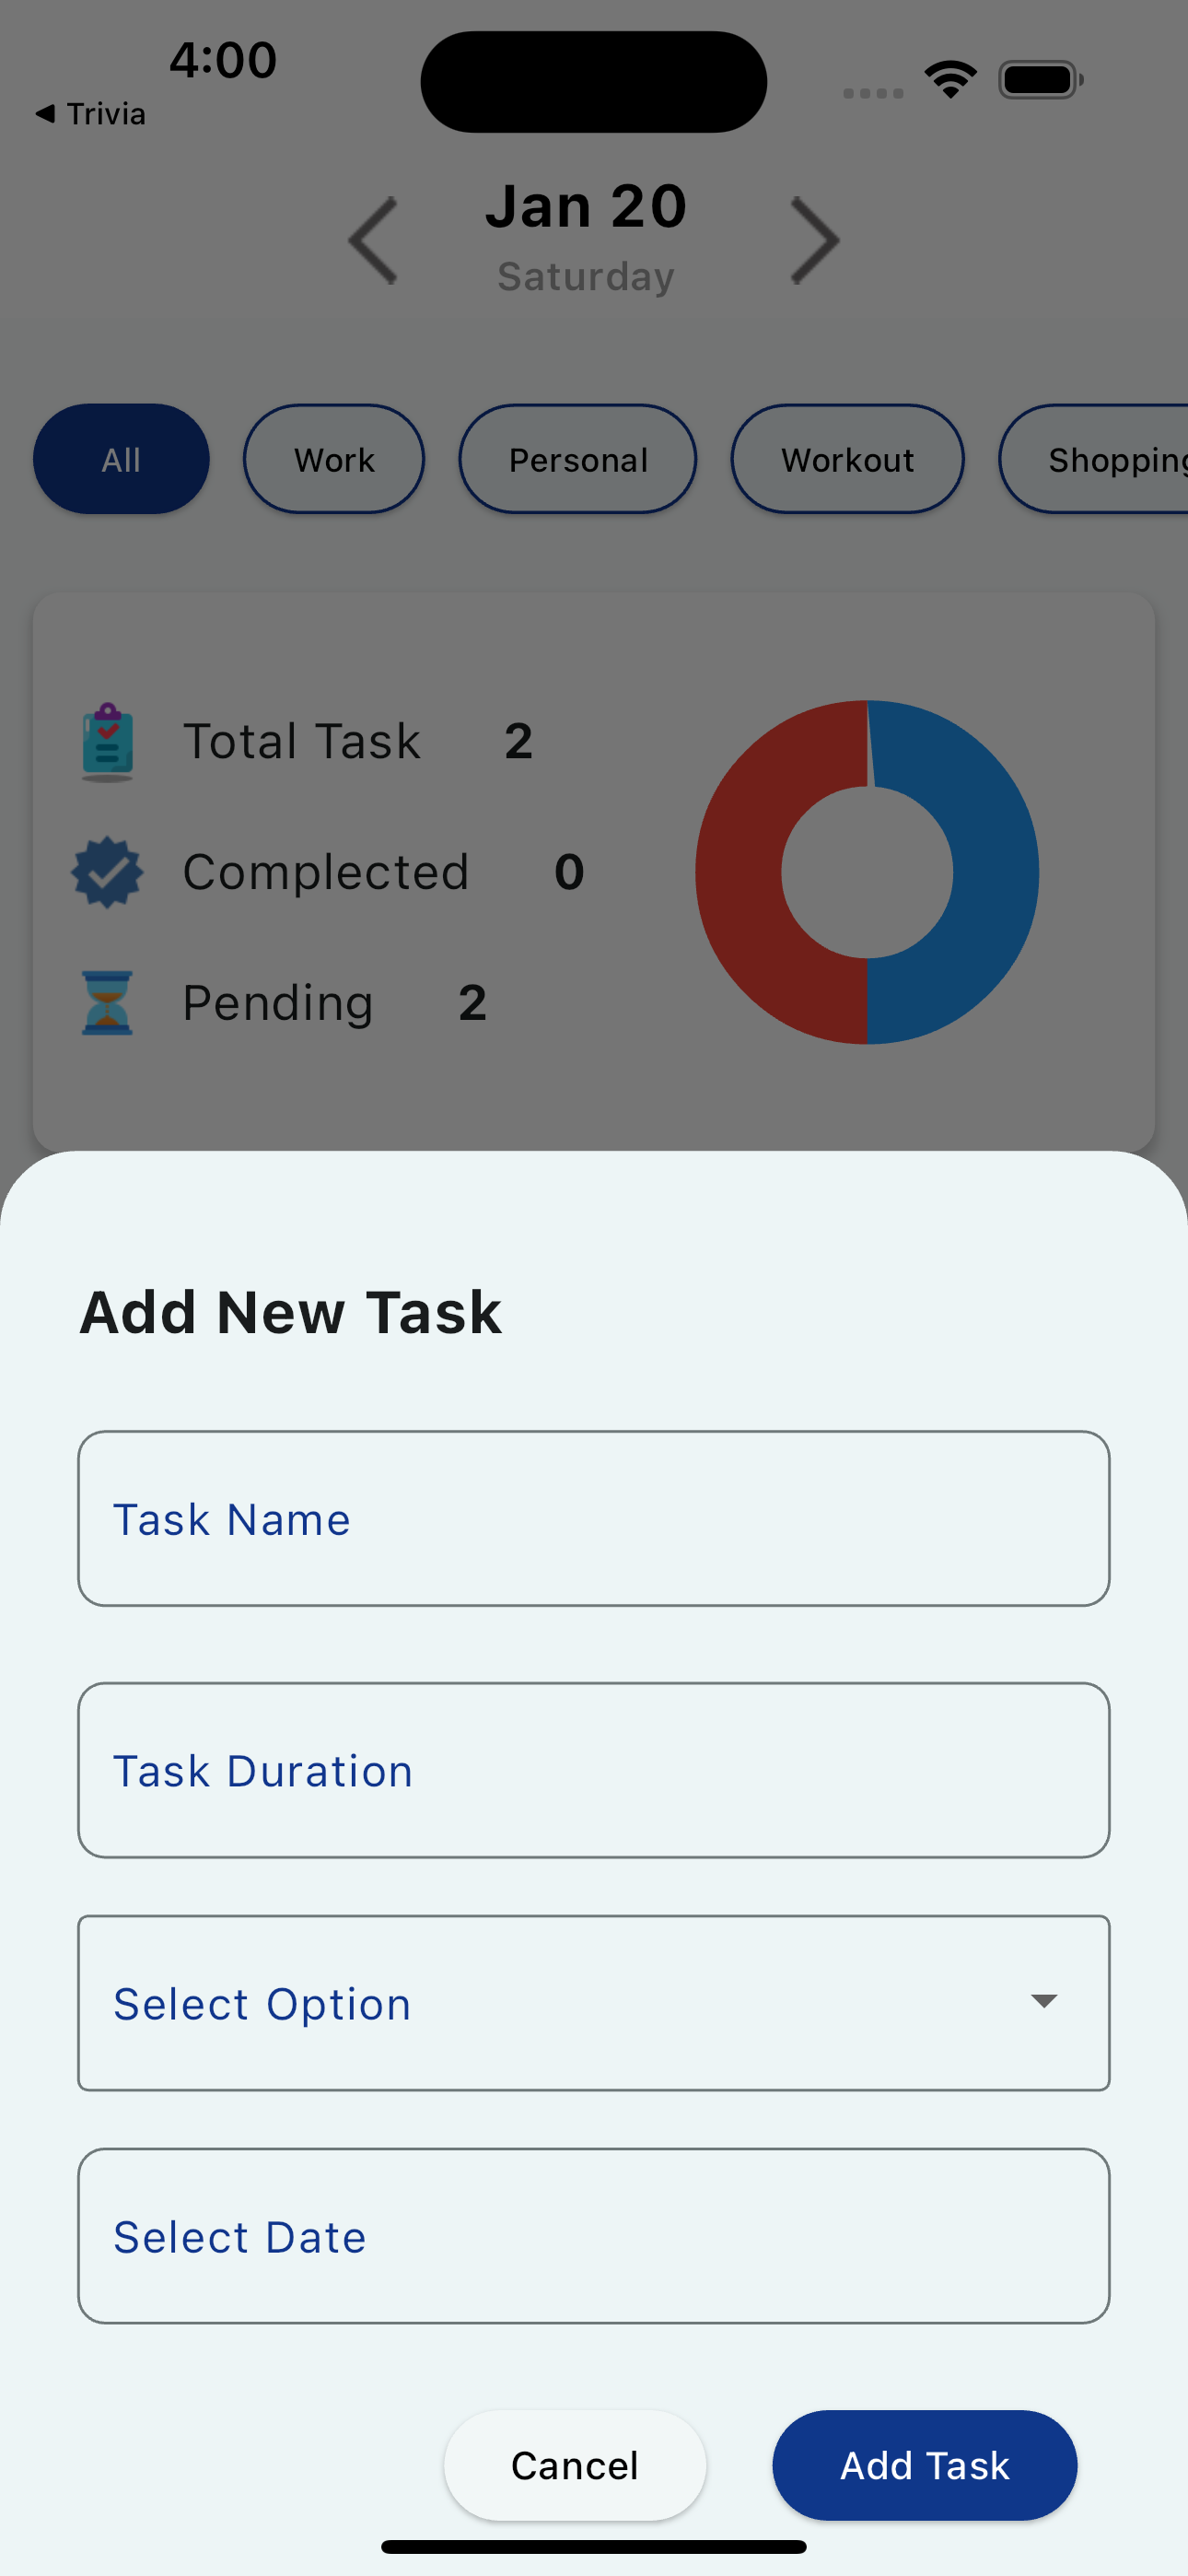 4:00
Trivia
Jan 20
Saturday
All Work Personal Workout Shopping
Total Task 2
Complected 0
Pending 2
Add New Task
Task Name
Task Duration
Select Option
Select Date
Cancel Add Task